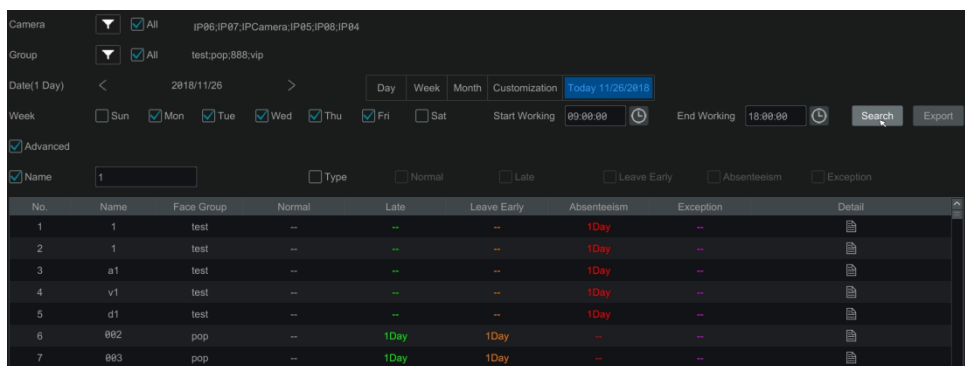 Camera All IP06;IP07;IPCamera;IP05;IP08;IP04
Group All test;pop;888;vip
Date(1 Day) < 2018/11/26 > Day Week Month Customization Today 11/26/2018
Week Sun Mon Tue Wed Thu Fri Sat Start Working 09:00:00 End Working 18:00:00 Search Export
Advanced
Name 1 Type Normal Late Leave Early Absenteeism Exception
No. Name Face Group Normal Late Leave Early Absenteeism Exception Detail
1 1 test -- -- -- 1Day --
2 1 test -- -- -- 1Day --
3 a1 test -- -- -- 1Day --
4 v1 test -- -- -- 1Day --
5 d1 test -- -- -- 1Day --
6 002 pop -- 1Day 1Day -- --
7 003 pop -- 1Day 1Day -- --